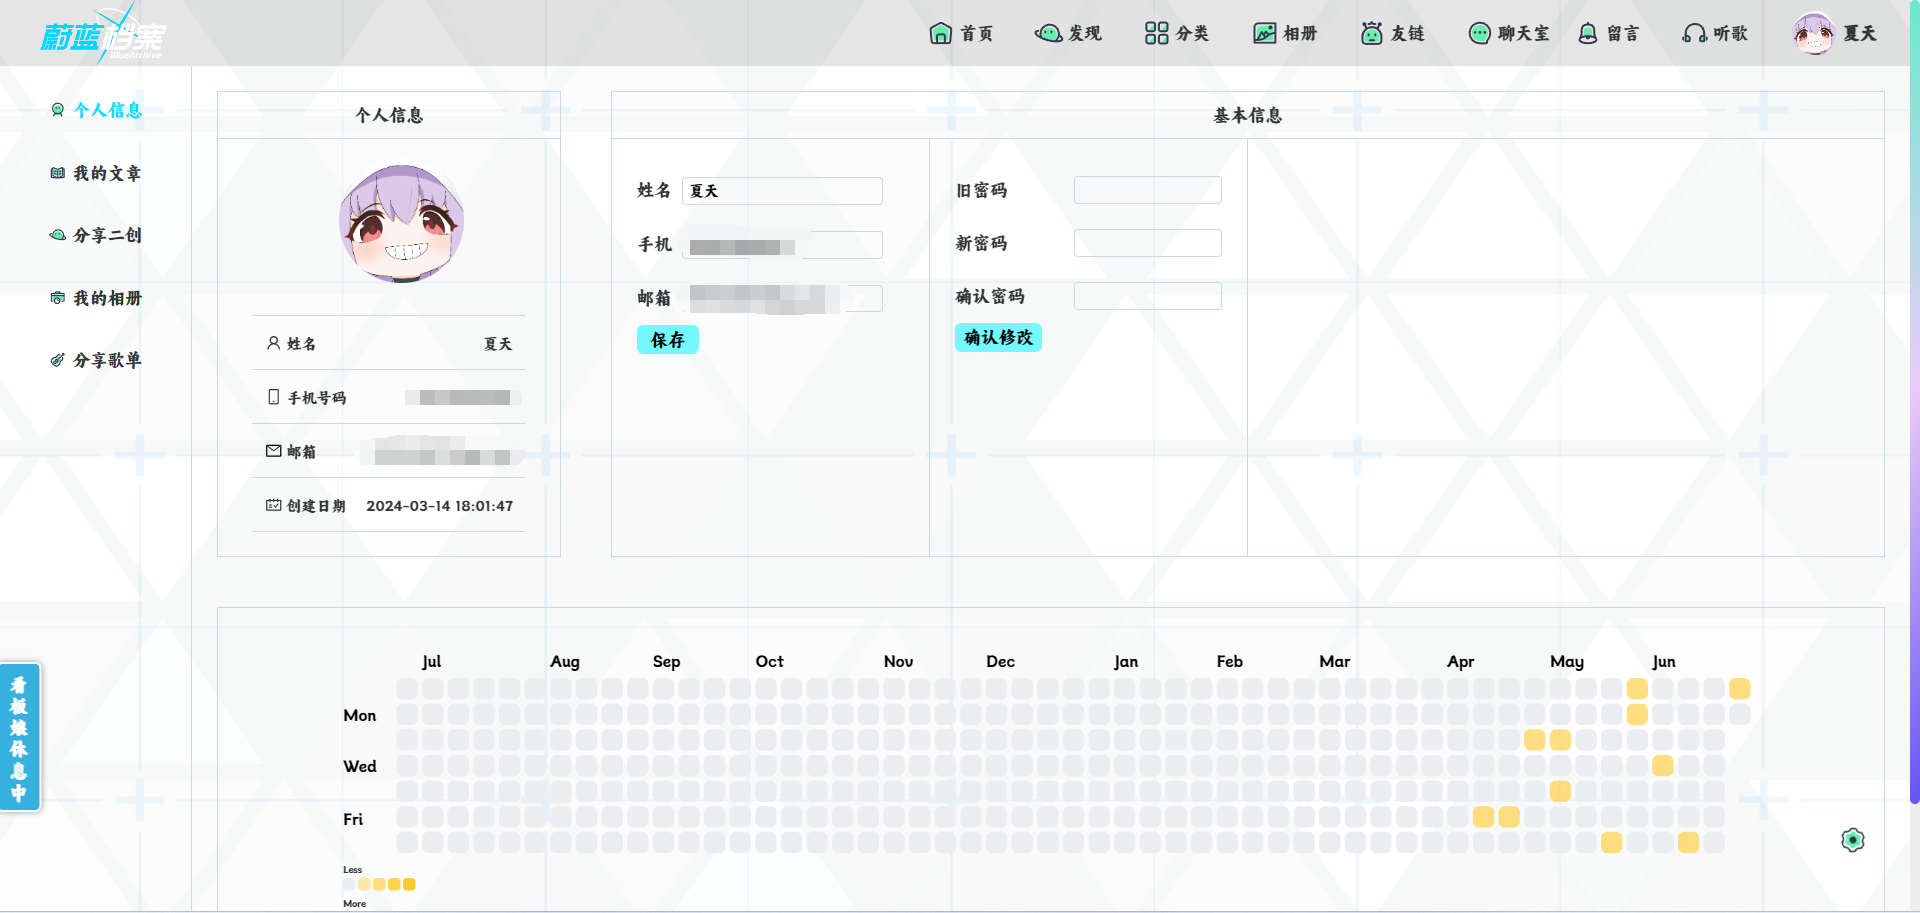 蔚蓝档案
BlueArchive
首页
发现
分类
相册
友链
聊天室
留言
听歌
夏天
个人信息
我的文章
分享二创
我的相册
分享歌单
个人信息
姓名 夏天
手机号码
邮箱
创建日期 2024-03-14 18:01:47
基本信息
姓名 夏天
手机
邮箱
保存
旧密码
新密码
确认密码
确认修改
Jul Aug Sep Oct Nov Dec Jan Feb Mar Apr May Jun
Mon
Wed
Fri
Less
More
看板娘休息中